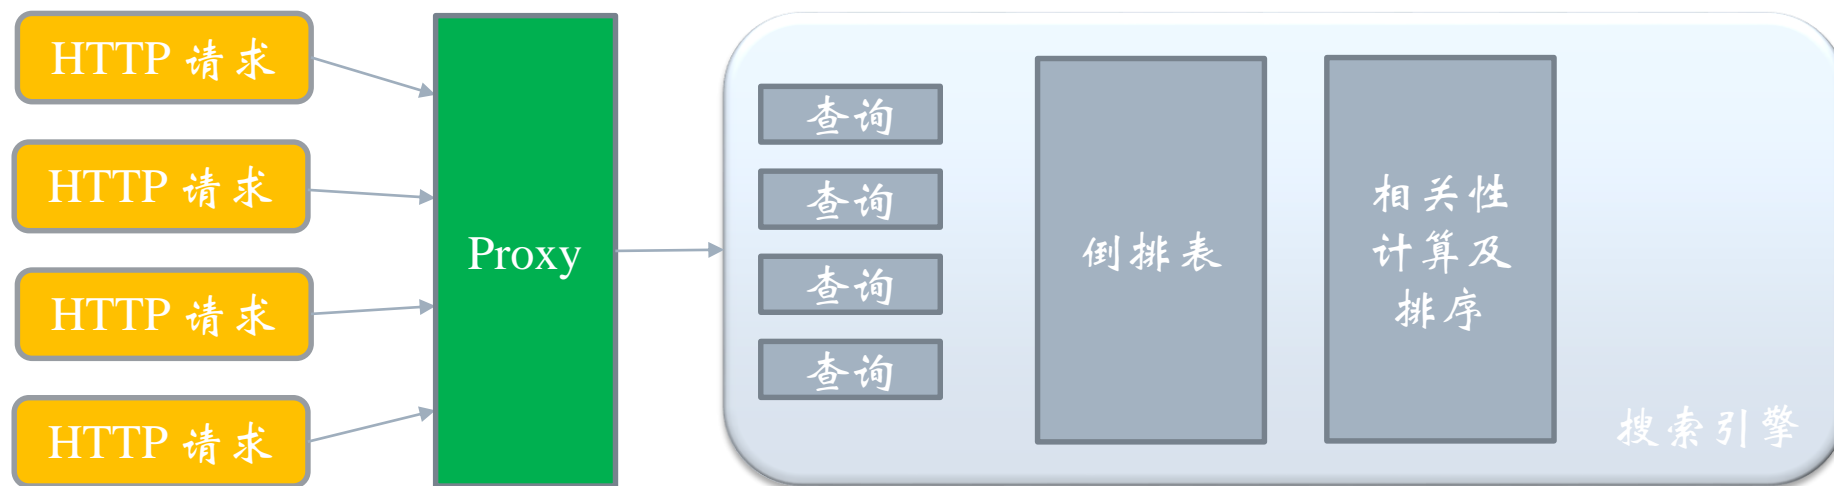 HTTP 请求
HTTP 请求
HTTP 请求
HTTP 请求
Proxy
查询
查询
查询
查询
倒排表
相关性
计算及
排序
搜索引擎